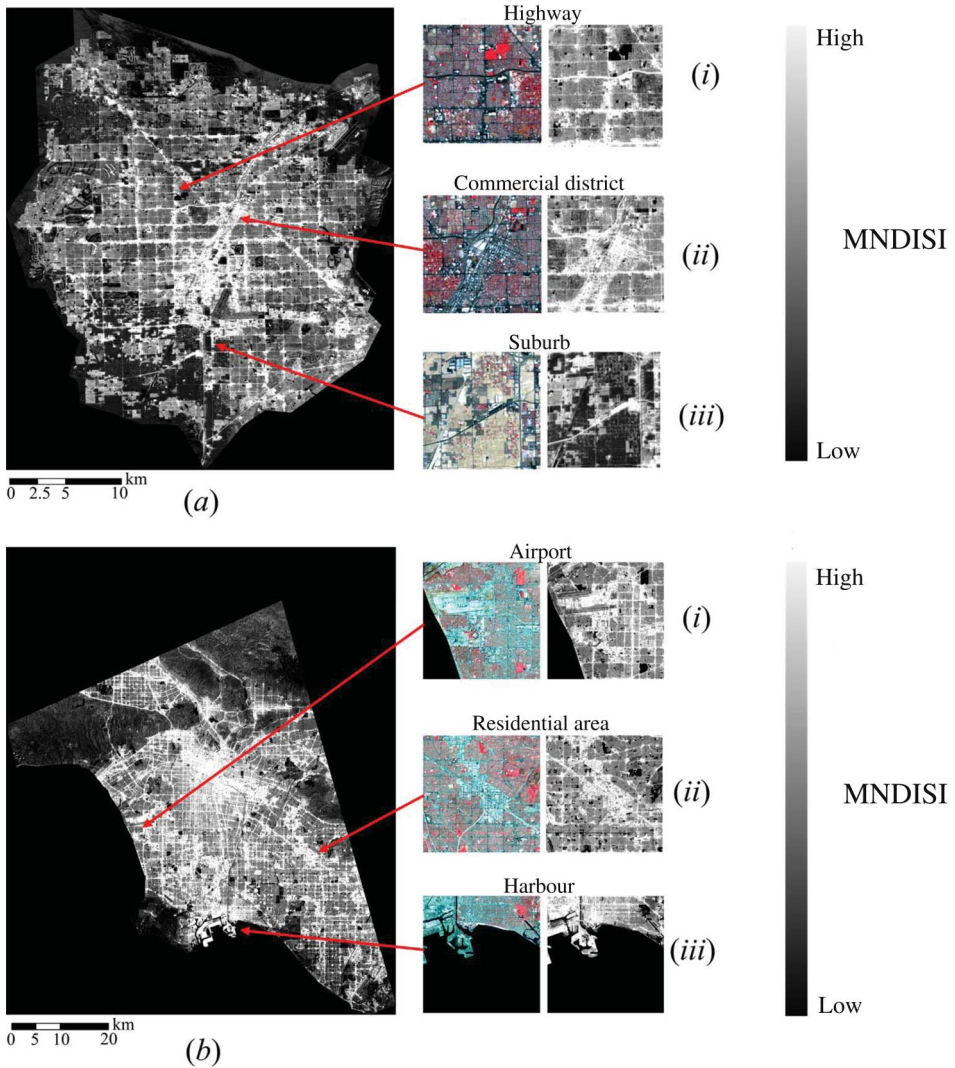 Highway
High
(i)
Commercial district
MNDISI
(ii)
Suburb
(iii)
Low
km
0 2.5 5 10
(a)
Airport
High
(i)
Residential area
(ii)
MNDISI
Harbour
(iii)
Low
km
0 5 10 20
(b)